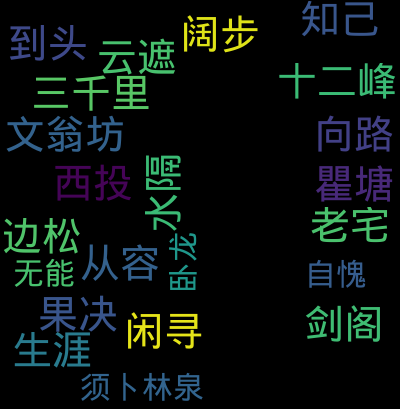 知己
阔步
到头
云遮
十二峰
三千里
文翁坊
向路
水隔
西投
瞿塘
老宅
边松
卧龙
从容
无能
自愧
果决
剑阁
闲寻
生涯
须卜林泉